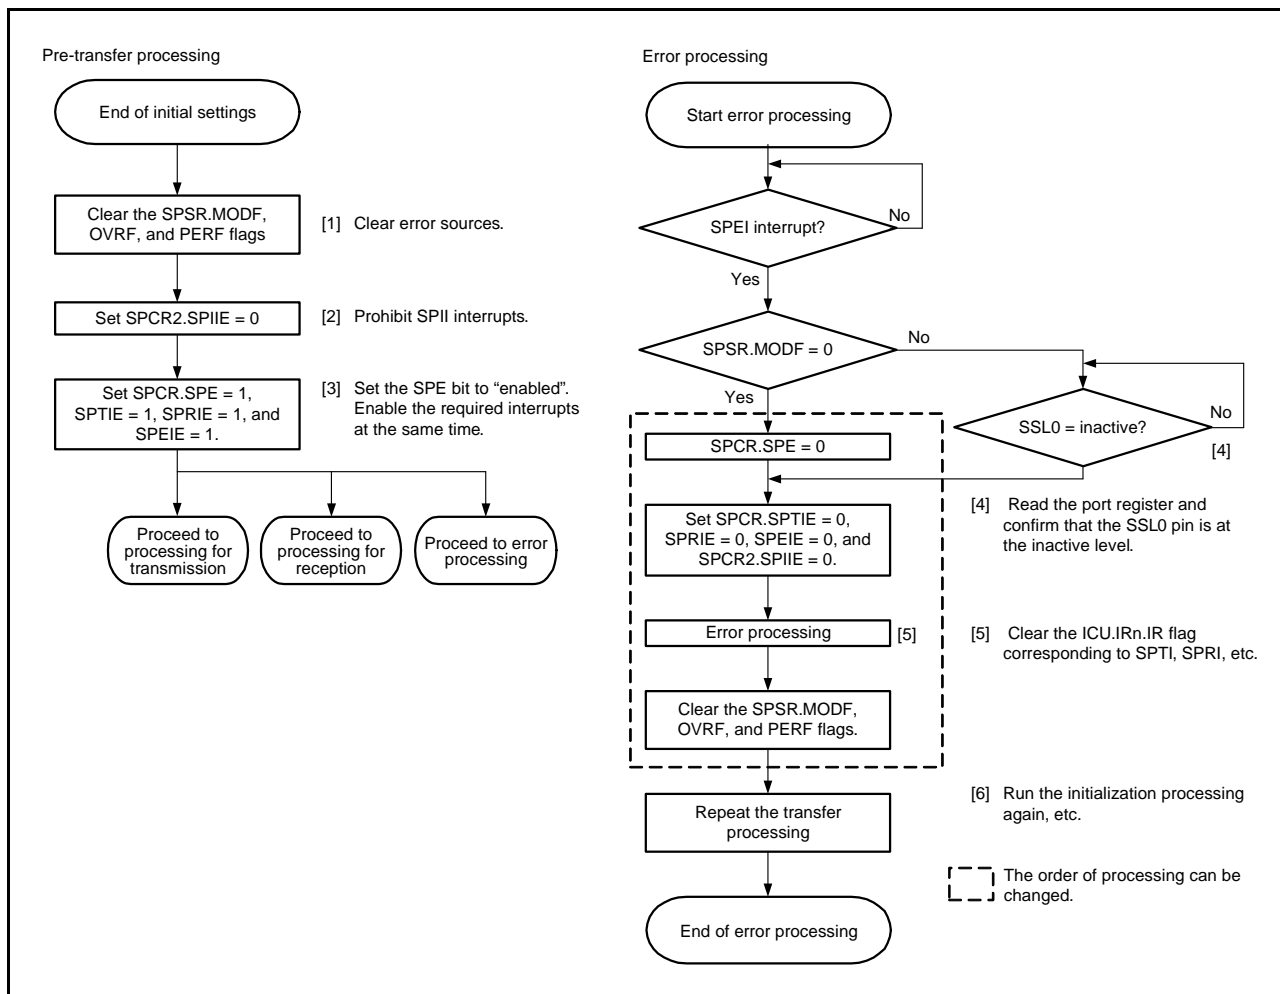 Pre-transfer processing
End of initial settings
Clear the SPSR.MODF,
OVRF, and PERF flags
[1] Clear error sources.
Set SPCR2.SPIIE = 0
[2] Prohibit SPII interrupts.
Set SPCR.SPE = 1,
SPTIE = 1, SPRIE = 1, and
SPEIE = 1.
[3] Set the SPE bit to “enabled”.
Enable the required interrupts
at the same time.
Proceed to
processing for
transmission
Proceed to
processing for
reception
Proceed to error
processing
Error processing
Start error processing
SPEI interrupt?
No
Yes
SPSR.MODF = 0
No
Yes
SSL0 = inactive?
No
[4]
SPCR.SPE = 0
Set SPCR.SPTIE = 0,
SPRIE = 0, SPEIE = 0, and
SPCR2.SPIIE = 0.
[4] Read the port register and
confirm that the SSL0 pin is at
the inactive level.
Error processing
[5]
[5] Clear the ICU.IRn.IR flag
corresponding to SPTI, SPRI, etc.
Clear the SPSR.MODF,
OVRF, and PERF flags.
Repeat the transfer
processing
[6] Run the initialization processing
again, etc.
The order of processing can be
changed.
End of error processing